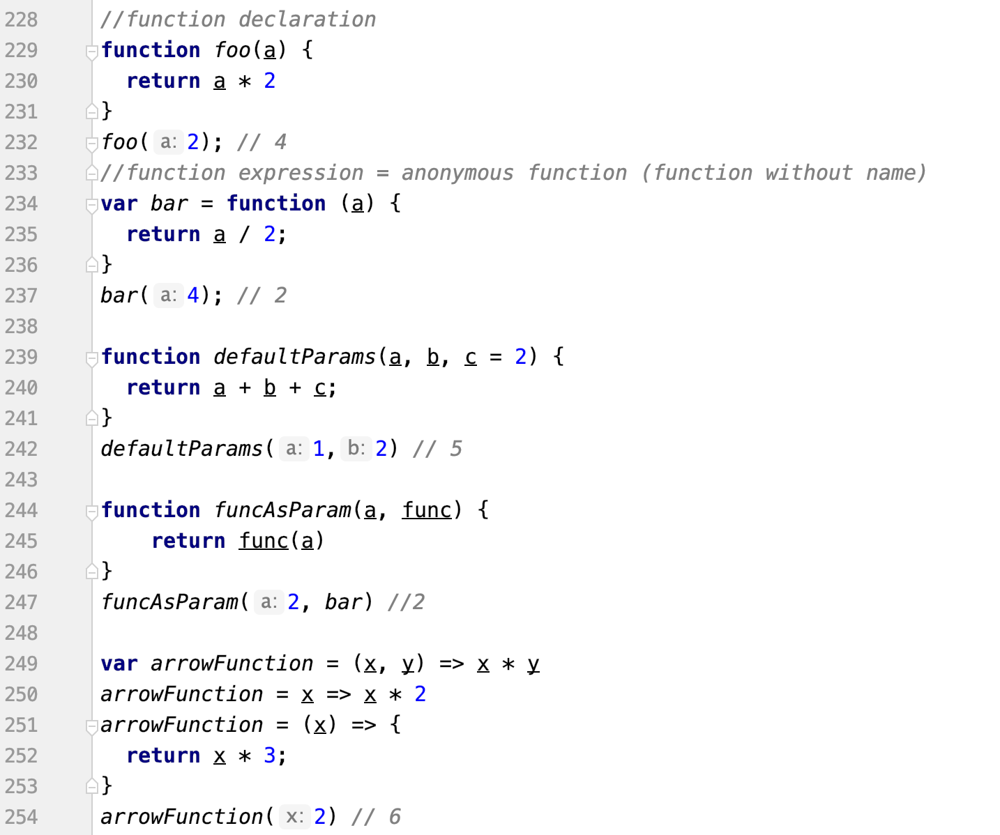 228 //function declaration
229 function foo(a) {
230   return a * 2
231 }
232 foo( a: 2); // 4
233 //function expression = anonymous function (function without name)
234 var bar = function (a) {
235   return a / 2;
236 }
237 bar( a: 4); // 2
238
239 function defaultParams(a, b, c = 2) {
240   return a + b + c;
241 }
242 defaultParams( a: 1, b: 2) // 5
243
244 function funcAsParam(a, func) {
245     return func(a)
246 }
247 funcAsParam( a: 2, bar) //2
248
249 var arrowFunction = (x, y) => x * y
250 arrowFunction = x => x * 2
251 arrowFunction = (x) => {
252   return x * 3;
253 }
254 arrowFunction( x: 2) // 6